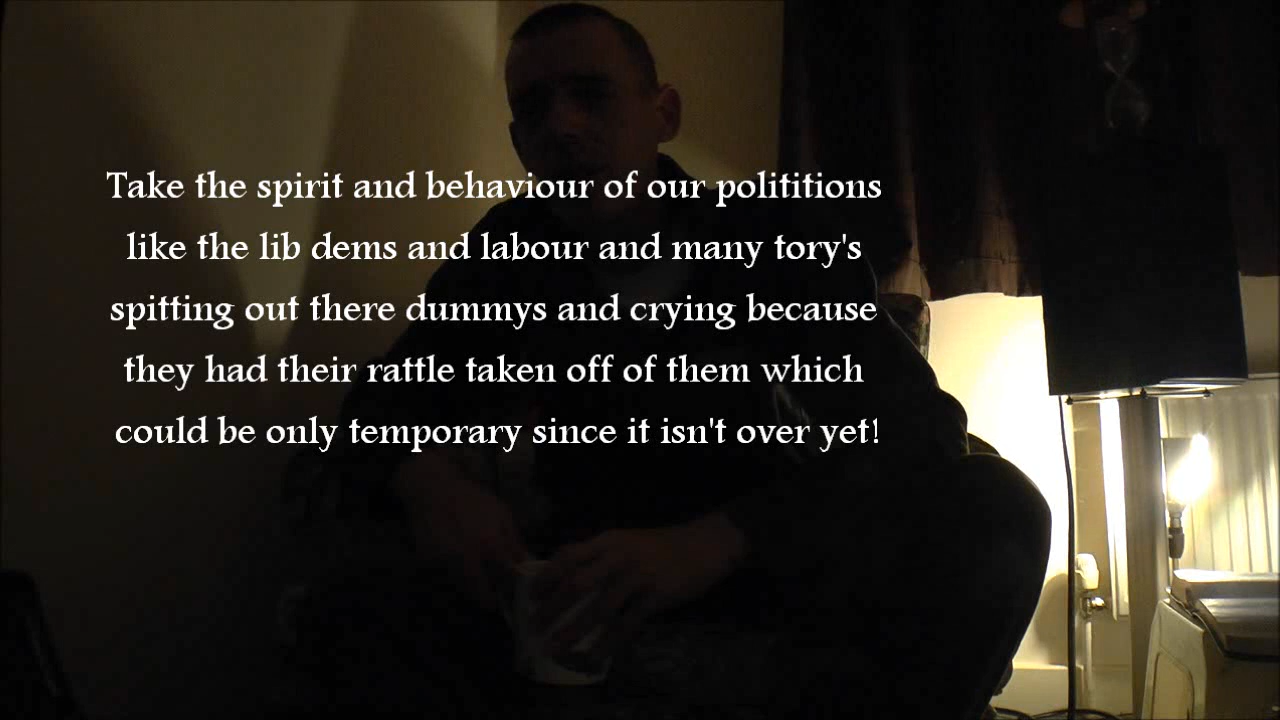 Take the spirit and behaviour of our polititions
like the lib dems and labour and many tory's
spitting out there dummys and crying because
they had their rattle taken off of them which
could be only temporary since it isn't over yet!